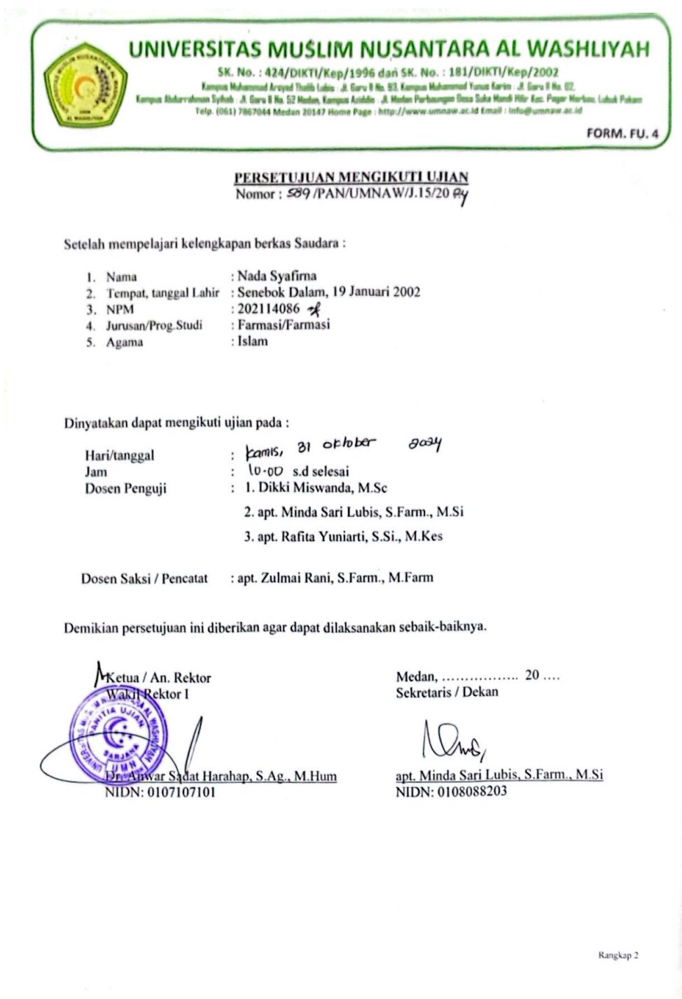 UNIVERSITAS MUSLIM NUSANTARA AL WASHLIYAH
SK. No. : 424/DIKTI/Kep/1996 dan SK. No. : 181/DIKTI/Kep/2002
Kampus Muhammad Arsyad Thalib Lubis : Jl. Garu II No. 93, Kampus Muhammad Yunus Karim : Jl. Garu II No. 02,
Kampus Abdurrahman Syihab : Jl. Garu II No. 52 Medan, Kampus Aziddin : Jl. Medan Perbaungan Desa Suka Mandi Hilir Kec. Pagar Merbau, Lubuk Pakam
Telp. (061) 7867044 Medan 20147 Home Page : http://www.umnaw.ac.id Email : info@umnaw.ac.id
FORM. FU. 4
PERSETUJUAN MENGIKUTI UJIAN
Nomor : 589 /PAN/UMNAW/J.15/20 24
Setelah mempelajari kelengkapan berkas Saudara :
1. Nama : Nada Syafirna
2. Tempat, tanggal Lahir : Senebok Dalam, 19 Januari 2002
3. NPM : 202114086
4. Jurusan/Prog.Studi : Farmasi/Farmasi
5. Agama : Islam
Dinyatakan dapat mengikuti ujian pada :
Hari/tanggal : Kamis, 31 oktober 2024
Jam : 10.00 s.d selesai
Dosen Penguji : 1. Dikki Miswanda, M.Sc
2. apt. Minda Sari Lubis, S.Farm., M.Si
3. apt. Rafita Yuniarti, S.Si., M.Kes
Dosen Saksi / Pencatat : apt. Zulmai Rani, S.Farm., M.Farm
Demikian persetujuan ini diberikan agar dapat dilaksanakan sebaik-baiknya.
Ketua / An. Rektor
Wakil Rektor I
UNIVERSITAS MUSLIM NUSANTARA AL WASHLIYAH
PANITIA UJIAN
SARJANA
UMN
Dr. Anwar Sadat Harahap, S.Ag., M.Hum
NIDN: 0107107101
Medan, ................. 20 ....
Sekretaris / Dekan
apt. Minda Sari Lubis, S.Farm., M.Si
NIDN: 0108088203
Rangkap 2